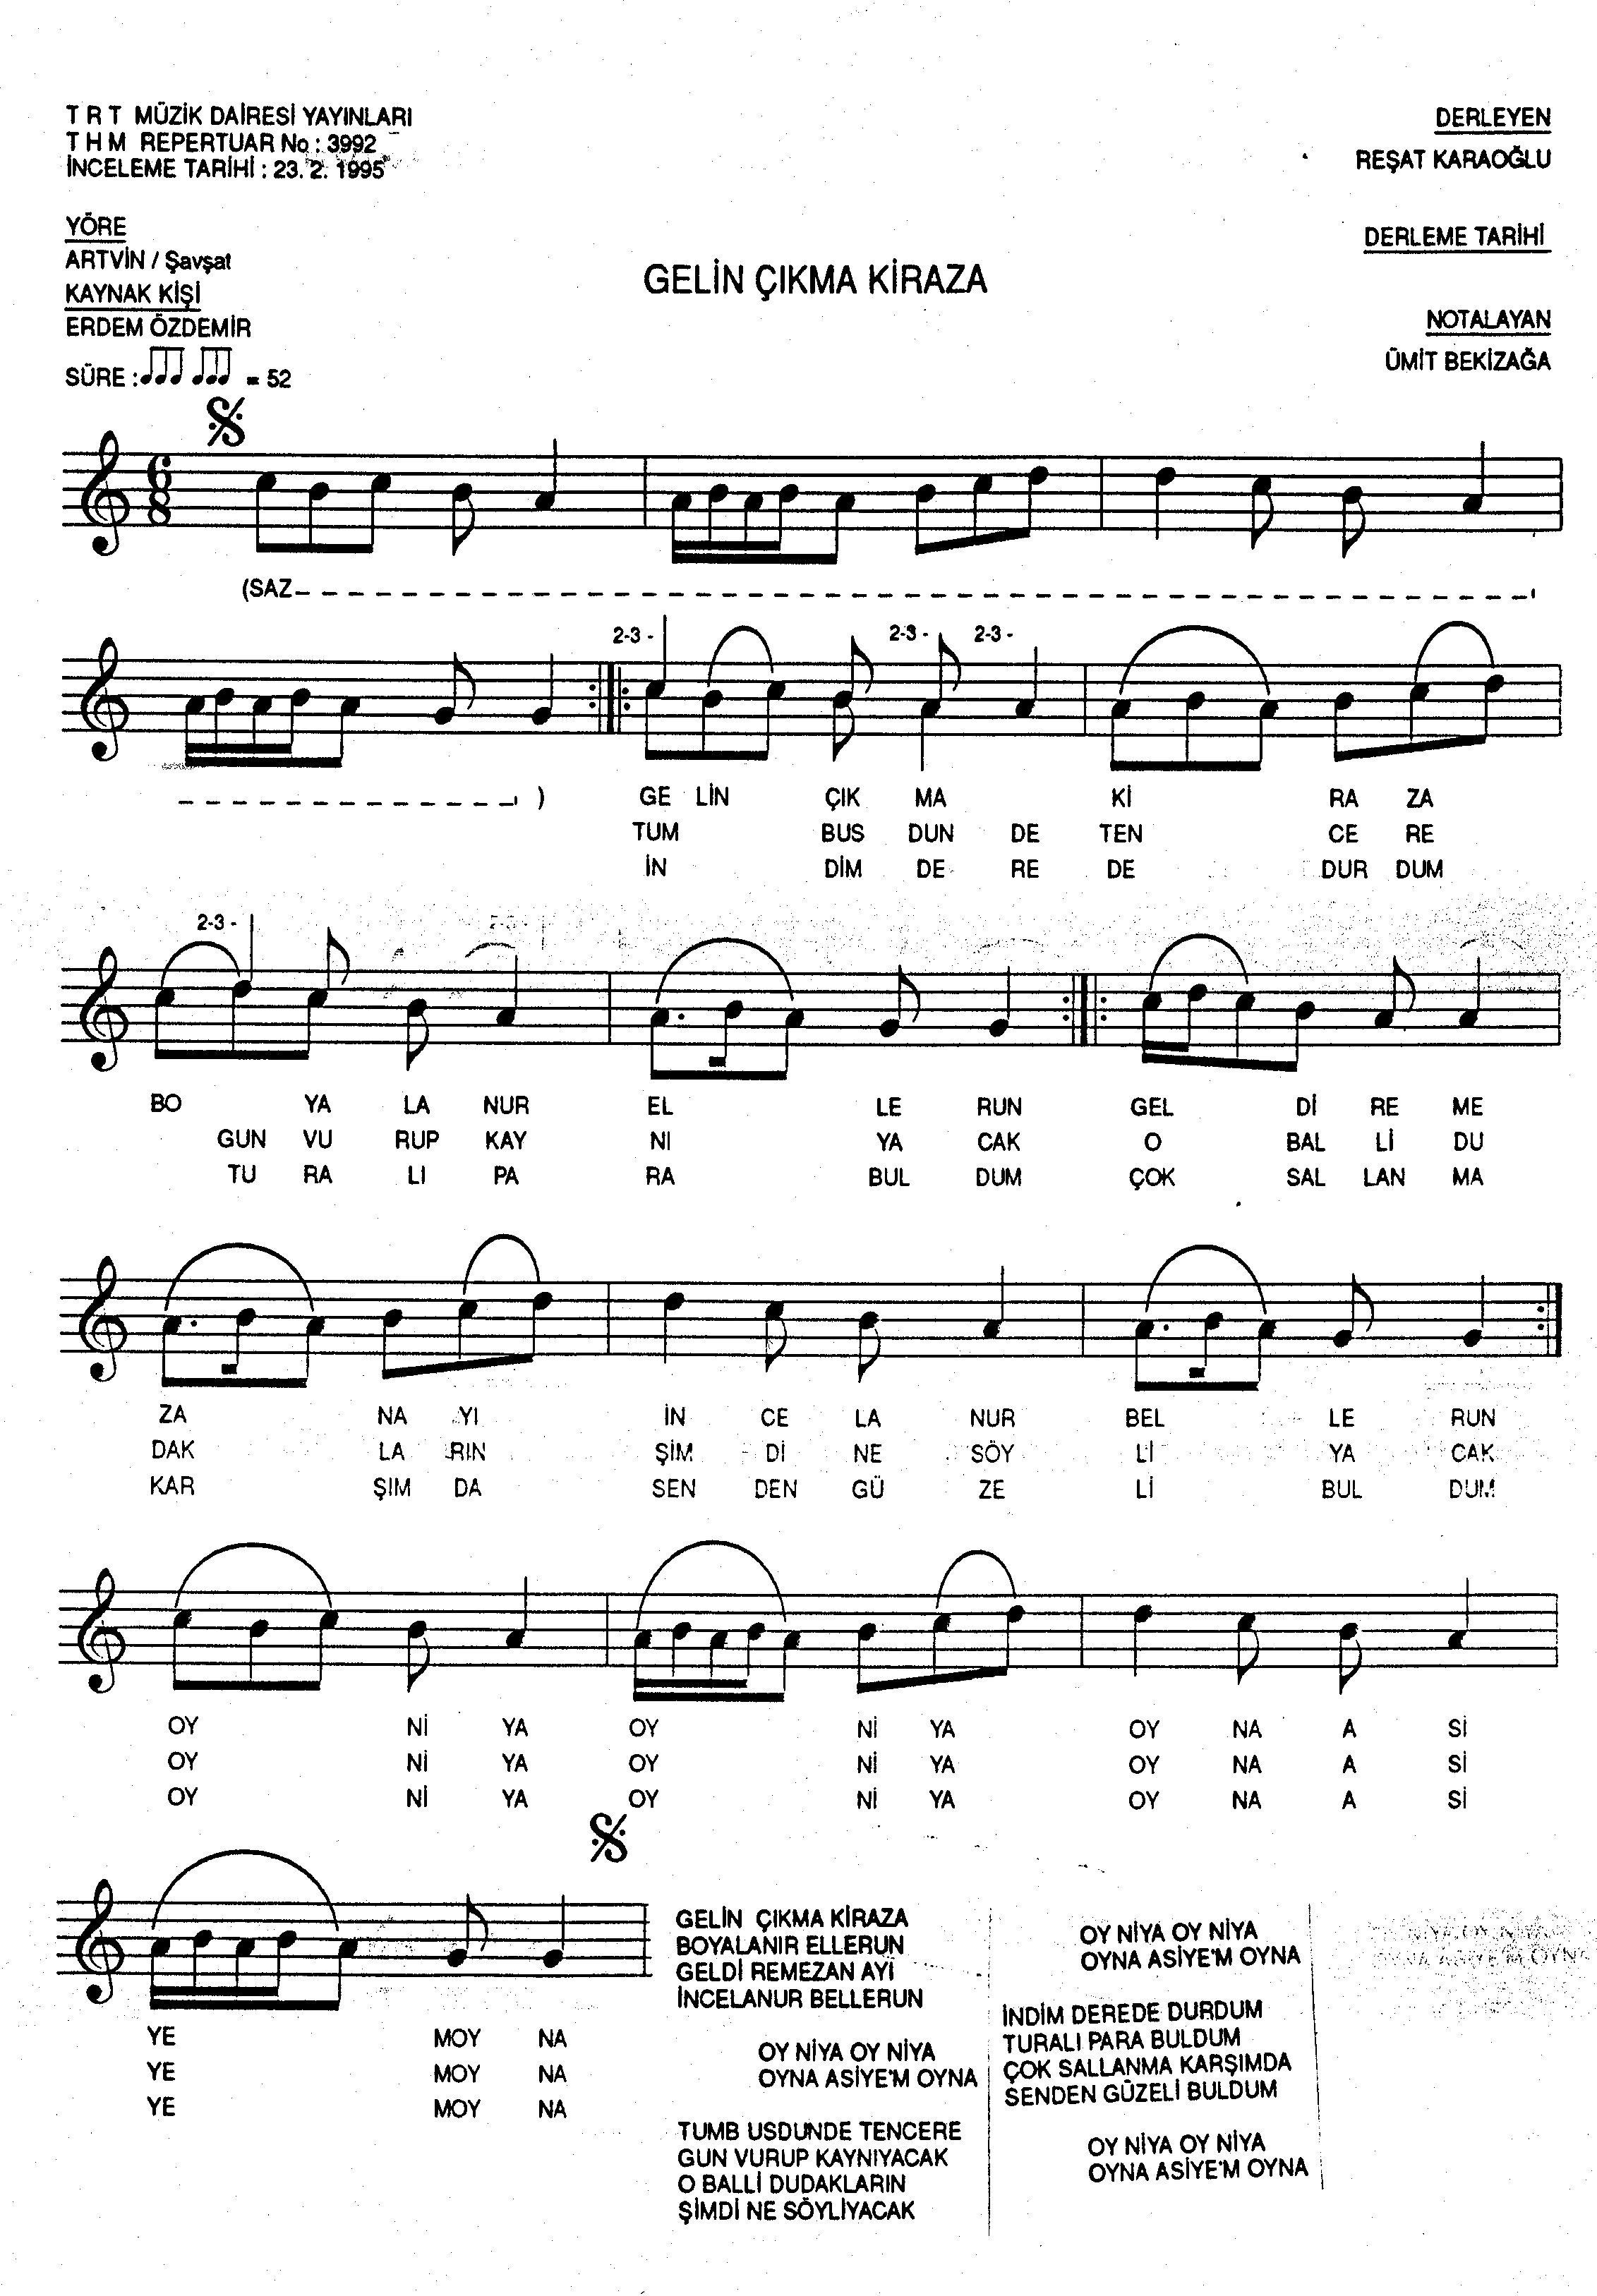 T R T MÜZİK DAİRESİ YAYINLARI
T H M REPERTUAR No : 3992
İNCELEME TARİHİ : 23. 2. 1995
DERLEYEN
REŞAT KARAOĞLU
YÖRE
ARTVİN / Şavşat
KAYNAK KİŞİ
ERDEM ÖZDEMİR
SÜRE : = 52
DERLEME TARİHİ
GELİN ÇIKMA KİRAZA
NOTALAYAN
ÜMİT BEKİZAĞA
6
8
(SAZ
2-3 - 2-3 - 2-3 -
)
GE LİN ÇIK MA Kİ RA ZA
TUM BUS DUN DE TEN CE RE
İN DİM DE RE DE DUR DUM
2-3 -
BO YA LA NUR EL LE RUN GEL Dİ RE ME
GUN VU RUP KAY NI YA CAK O BAL Lİ DU
TU RA LI PA RA BUL DUM ÇOK SAL LAN MA
ZA NA YI İN CE LA NUR BEL LE RUN
DAK LA RIN ŞİM Dİ NE SÖY Lİ YA CAK
KAR ŞIM DA SEN DEN GÜ ZE Lİ BUL DUM
OY Nİ YA OY Nİ YA OY NA A Sİ
OY Nİ YA OY Nİ YA OY NA A Sİ
OY Nİ YA OY Nİ YA OY NA A Sİ
YE MOY NA
YE MOY NA
YE MOY NA
GELİN ÇIKMA KİRAZA
BOYALANIR ELLERUN
GELDİ REMEZAN AYI
İNCELANUR BELLERUN
OY NİYA OY NİYA
OYNA ASİYE'M OYNA
TUMB USDUNDE TENCERE
GUN VURUP KAYNIYACAK
O BALLİ DUDAKLARIN
ŞİMDİ NE SÖYLİYACAK
OY NİYA OY NİYA
OYNA ASİYE'M OYNA
İNDİM DEREDE DURDUM
TURALI PARA BULDUM
ÇOK SALLANMA KARŞIMDA
SENDEN GÜZELİ BULDUM
OY NİYA OY NİYA
OYNA ASİYE'M OYNA